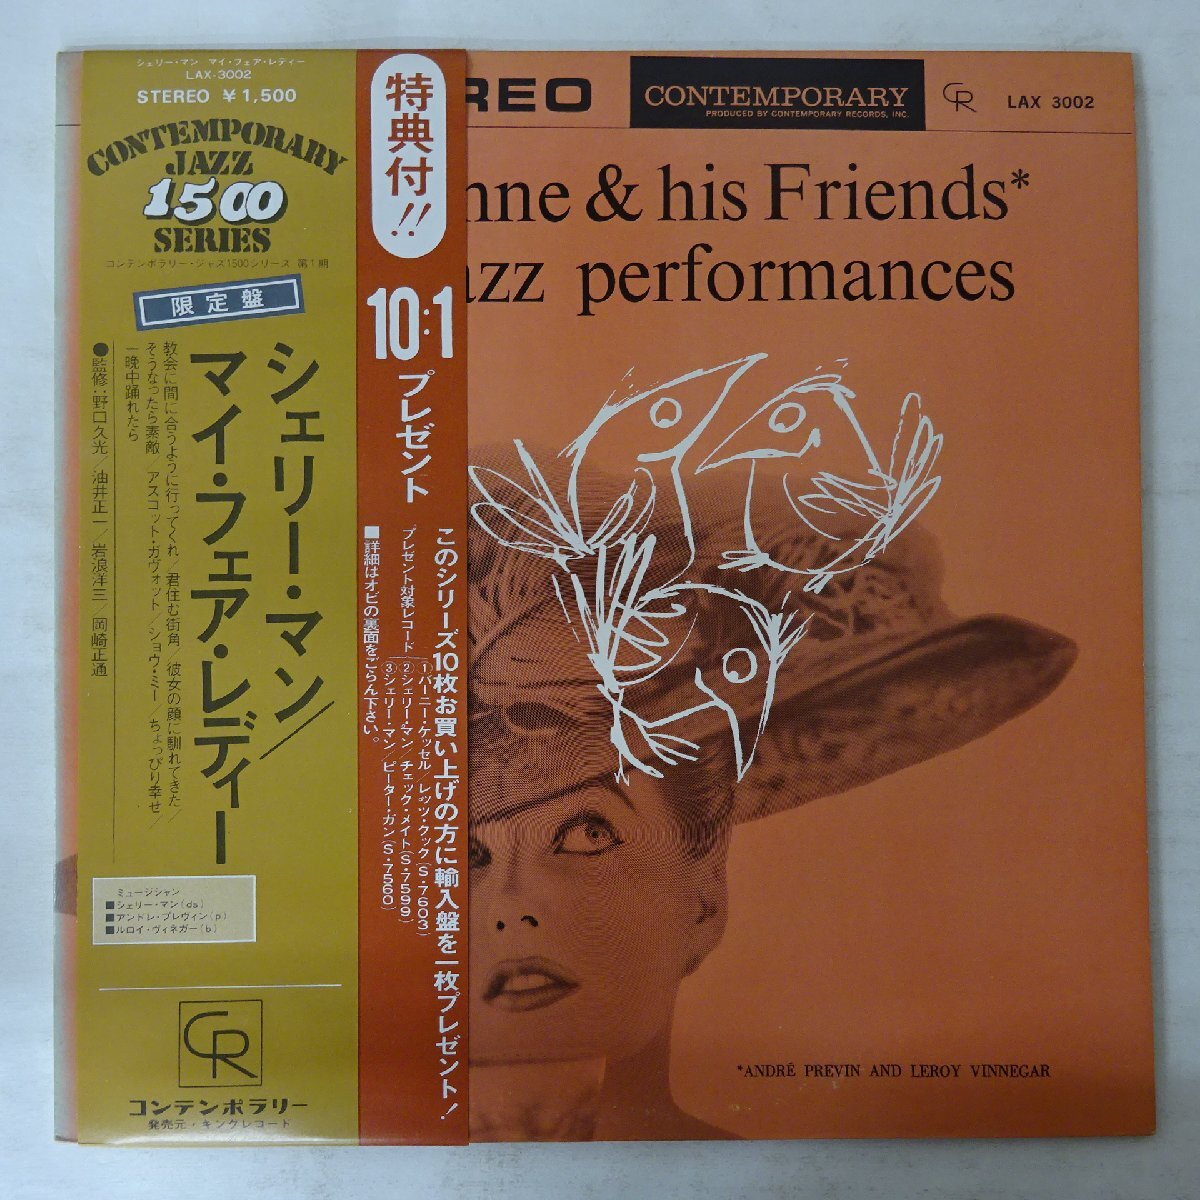 シェリー・マン マイ・フェア・レディー
LAX-3002
STEREO ¥1,500
CONTEMPORARY
JAZZ
1500
SERIES
コンテンポラリー・ジャズ1500シリーズ 第1期
限定盤
シェリー・マン/
マイ・フェア・レディー
教会に間に合うように行ってくれ/君住む街角/彼女の顔に馴れてきた/
そうなったら素敵 アスコット・ガヴォット/ショウ・ミー/ちょっぴり幸せ/
一晩中踊れたら
●監修:野口久光/油井正一/岩浪洋三/岡崎正通
ミュージシャン
■シェリー・マン(ds)
■アンドレ・プレヴィン(p)
■ルロイ・ヴィネガー(b)
CR
コンテンポラリー
発売元・キングレコード
特典付!!
10:1
プレゼント
このシリーズ10枚お買い上げの方に輸入盤を一枚プレゼント!
プレゼント対象レコード
①バーニー・ケッセル/レッツ・クック(S・7603)
②シェリー・マン/チェック・メイト(S・7599)
③シェリー・マン/ピーター・ガン(S・7560)
■詳細はオビの裏面をごらん下さい。
REO
CONTEMPORARY
PRODUCED BY CONTEMPORARY RECORDS, INC.
CR
LAX 3002
nne & his Friends*
azz performances
*ANDRÉ PREVIN AND LEROY VINNEGAR